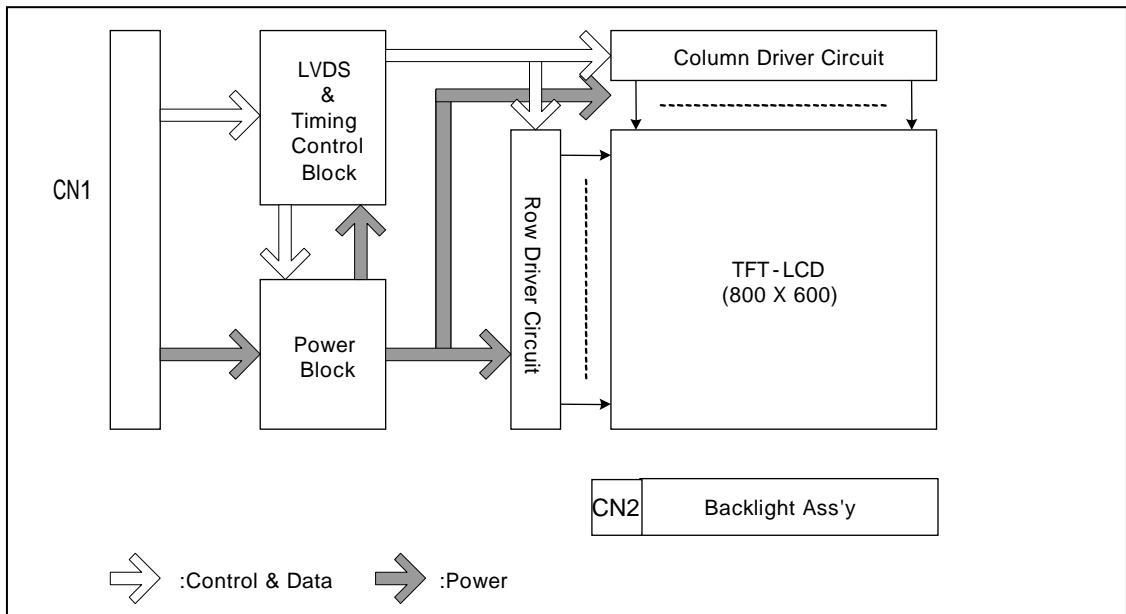 CN1
LVDS
&
Timing
Control
Block
Column Driver Circuit
Row Driver Circuit
TFT-LCD
(800 X 600)
Power
Block
CN2
Backlight Ass'y
:Control & Data
:Power